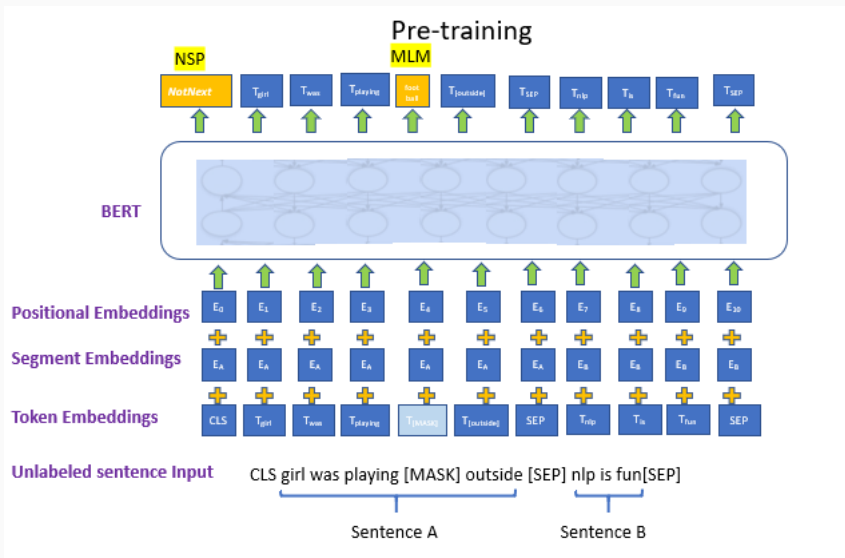 Pre-training
NSP
MLM
NotNext Tgirl Twas Tplaying foot ball T[outside] TSEP Tnlp Tis Tfun TSEP
BERT
Positional Embeddings E0 E1 E2 E3 E4 E5 E6 E7 E8 E9 E10
Segment Embeddings EA EA EA EA EA EA EA EB EB EB EB
Token Embeddings CLS Tgirl Twas Tplaying T[MASK] T[outside] SEP Tnlp Tis Tfun SEP
Unlabeled sentence Input CLS girl was playing [MASK] outside [SEP] nlp is fun[SEP]
Sentence A Sentence B